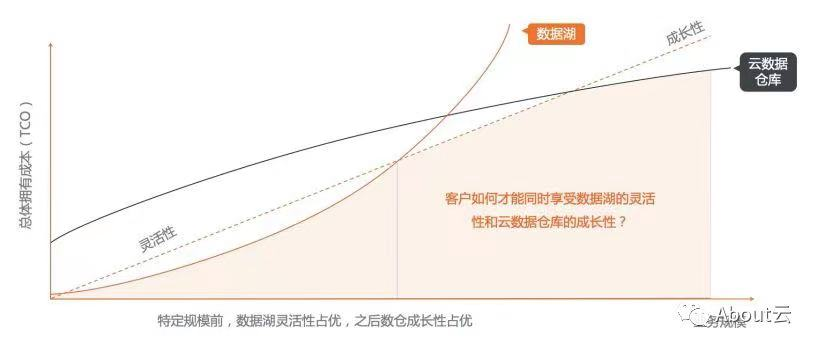 数据湖
成长性
云数据
仓库
总体拥有成本（TCO）
灵活性
客户如何才能同时享受数据湖的灵活
性和云数据仓库的成长性？
特定规模前，数据湖灵活性占优，之后数仓成长性占优
务规模
About云